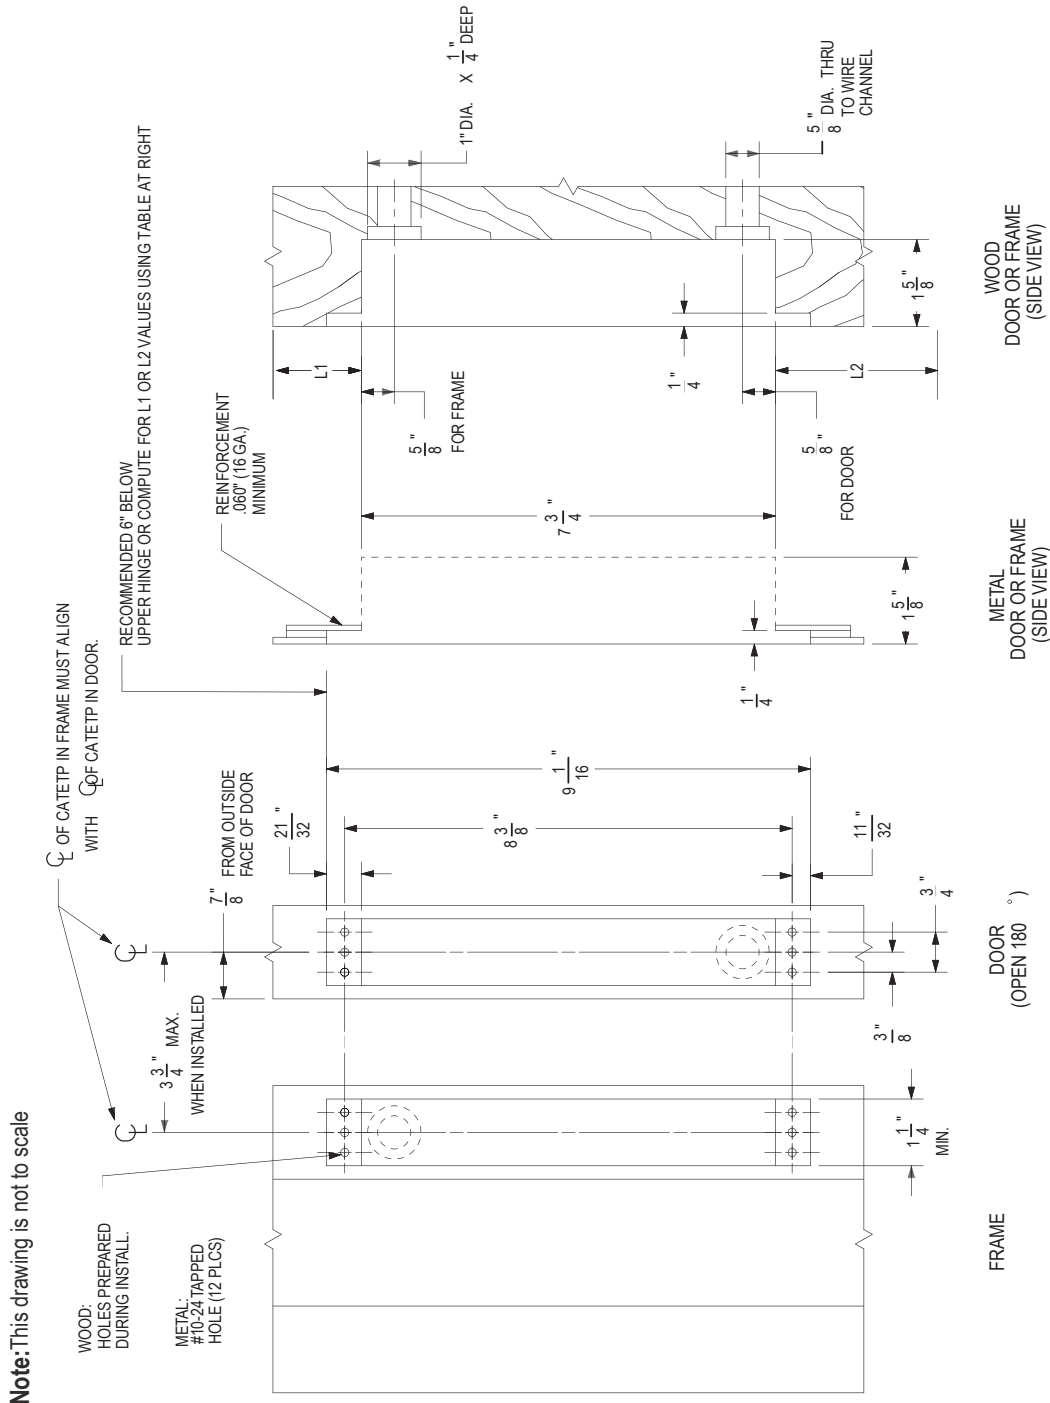 Note: This drawing is not to scale
WOOD:
HOLES PREPARED
DURING INSTALL.
METAL:
#10-24 TAPPED
HOLE (12 PLCS)
℄ OF CATETP IN FRAME MUST ALIGN
WITH ℄ OF CATETP IN DOOR.
RECOMMENDED 6" BELOW
UPPER HINGE OR COMPUTE FOR L1 OR L2 VALUES USING TABLE AT RIGHT
℄
℄
3 3/4" MAX.
WHEN INSTALLED
7/8" FROM OUTSIDE
FACE OF DOOR
21/32"
8 3/8"
9 1/16"
11/32"
3/4"
3/8"
1 1/4"
MIN.
REINFORCEMENT
.060" (16 GA.)
MINIMUM
1/4"
1 5/8"
7 3/4"
L1
5/8"
FOR FRAME
1/4"
5/8"
FOR DOOR
L2
1 5/8"
1" DIA. X 1/4" DEEP
5/8" DIA. THRU
TO WIRE
CHANNEL
FRAME
DOOR
(OPEN 180 °)
METAL
DOOR OR FRAME
(SIDE VIEW)
WOOD
DOOR OR FRAME
(SIDE VIEW)